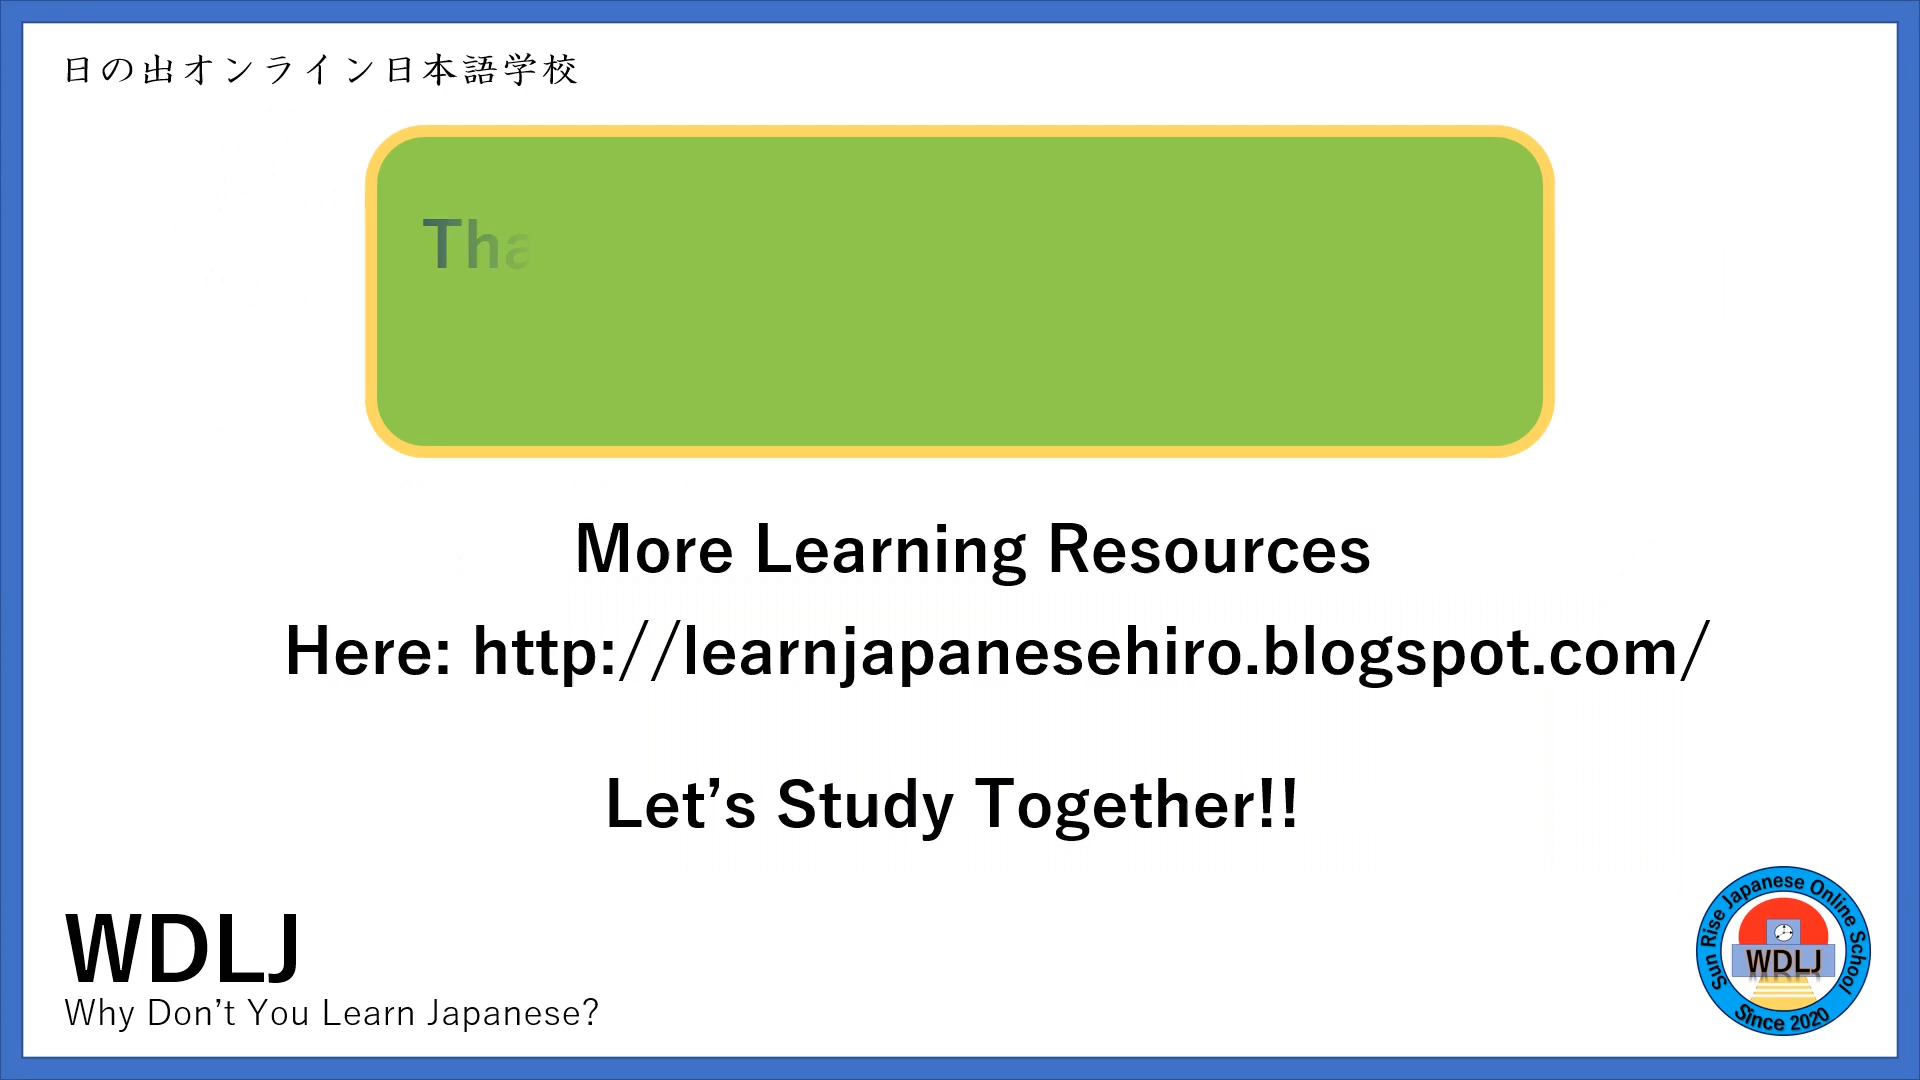 日の出オンライン日本語学校
More Learning Resources
Here: http://learnjapanesehiro.blogspot.com/
Let’s Study Together!!
WDLJ
Why Don’t You Learn Japanese?
Sun Rise Japanese Online School
WDLJ
Since 2020